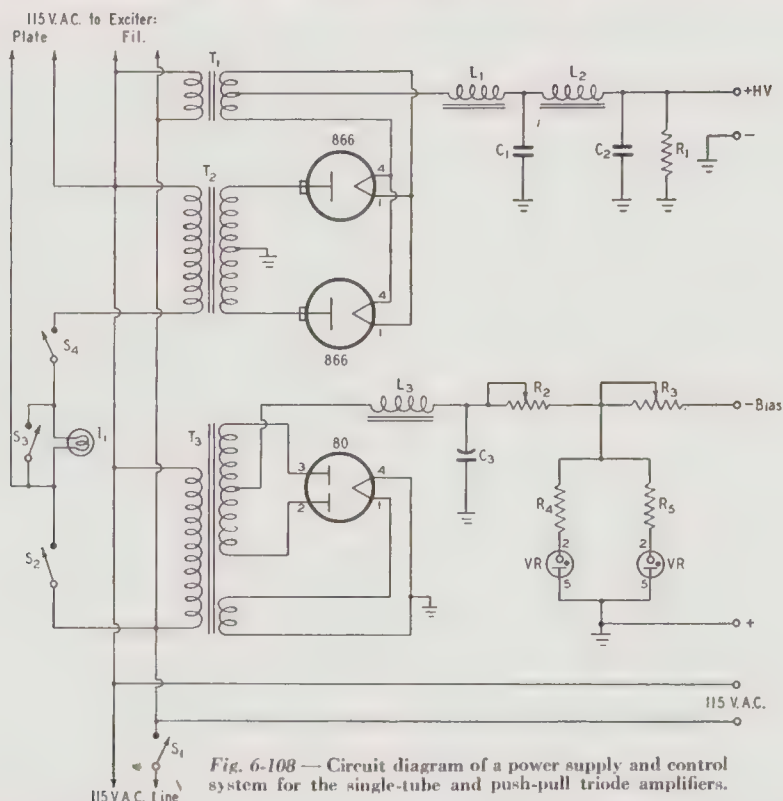 115 V. A.C. to Exciter:
Plate Fil.
T₁
L₁
L₂
+HV
C₁
C₂
R₁
-
866
4
1
T₂
4
1
866
S₄
S₃
I₁
S₂
T₃
L₃
R₂
R₃
-Bias
80
3
2
4
1
C₃
R₄
R₅
2
2
VR
VR
5
5
+
115 V. A.C.
S₁
115 V. A.C. Line
Fig. 6-108 — Circuit diagram of a power supply and control
system for the single-tube and push-pull triode amplifiers.